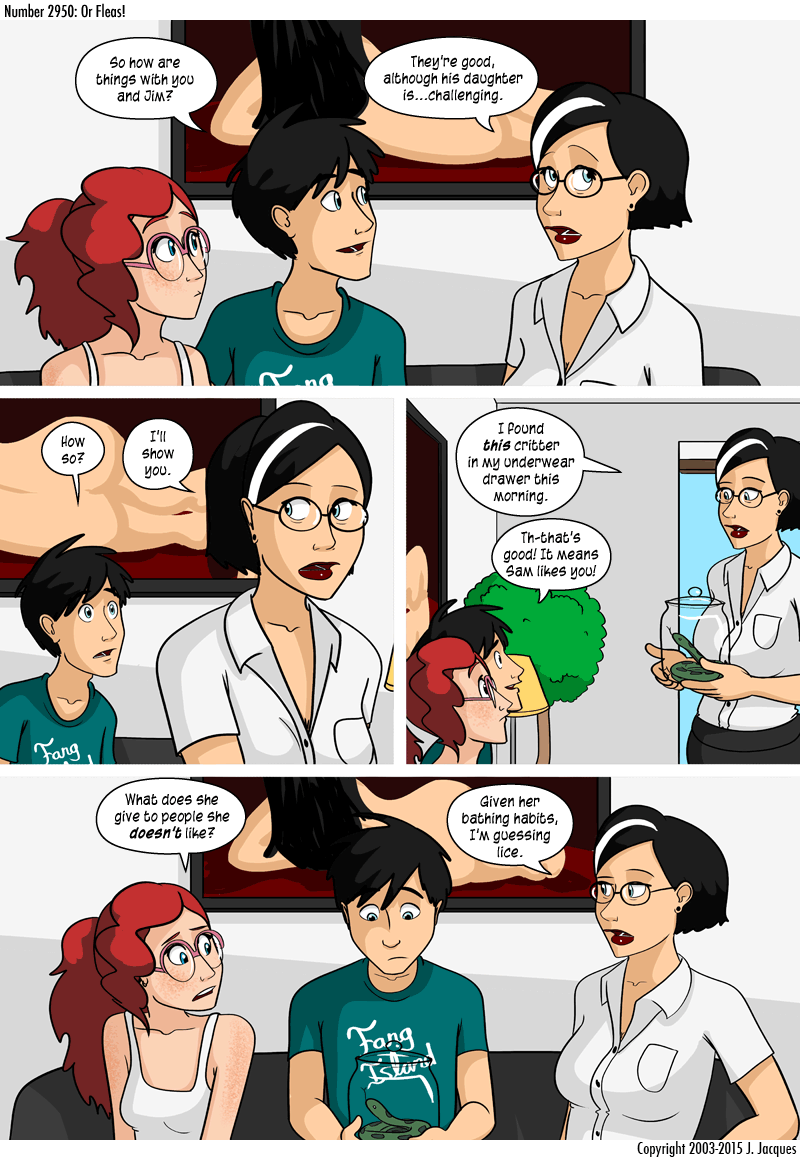 Number 2950: Or Fleas!
So how are
things with you
and Jim?
They're good,
although his daughter
is...challenging.
Fang
How
so?
I'll
show
you.
Fang
Island
I found
this critter
in my underwear
drawer this
morning.
Th-that's
good! It means
Sam likes you!
What does she
give to people she
doesn't like?
Given her
bathing habits,
I'm guessing
lice.
Fang
Island
Copyright 2003-2015 J. Jacques